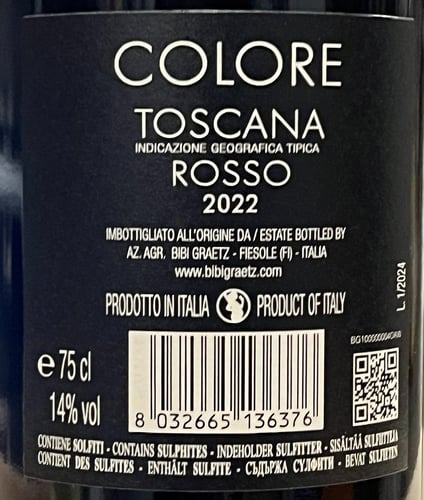 COLORE
TOSCANA
INDICAZIONE GEOGRAFICA TIPICA
ROSSO
2022
IMBOTTIGLIATO ALL'ORIGINE DA / ESTATE BOTTLED BY
AZ. AGR. BIBI GRAETZ - FIESOLE (FI) - ITALIA
www.bibigraetz.com
PRODOTTO IN ITALIA PRODUCT OF ITALY
L. 1/2024
e 75 cl
14% vol
8 032665 136376
CONTIENE SOLFITI - CONTAINS SULPHITES - INDEHOLDER SULFITTER - SISÄLTÄÄ SULFIITTEJA
CONTIENT DES SULFITES - ENTHÄLT SULFITE - СЪДЪРЖА СУЛФИТИ - BEVAT SULFIETEN